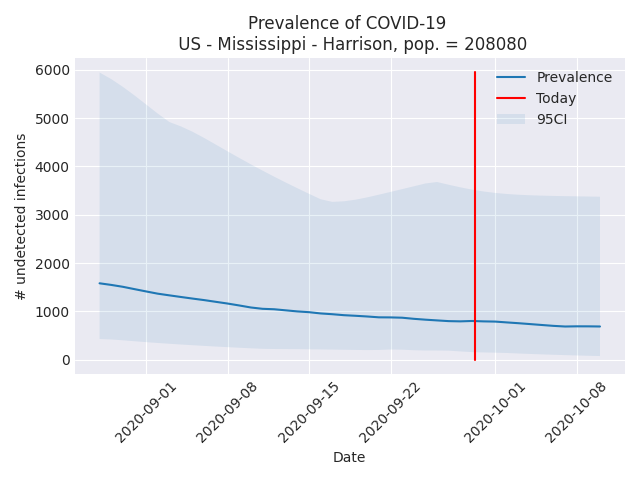 Prevalence of COVID-19
US - Mississippi - Harrison, pop. = 208080
6000
5000
4000
3000
2000
1000
0
# undetected infections
Prevalence
Today
95CI
2020-09-01
2020-09-08
2020-09-15
2020-09-22
2020-10-01
2020-10-08
Date